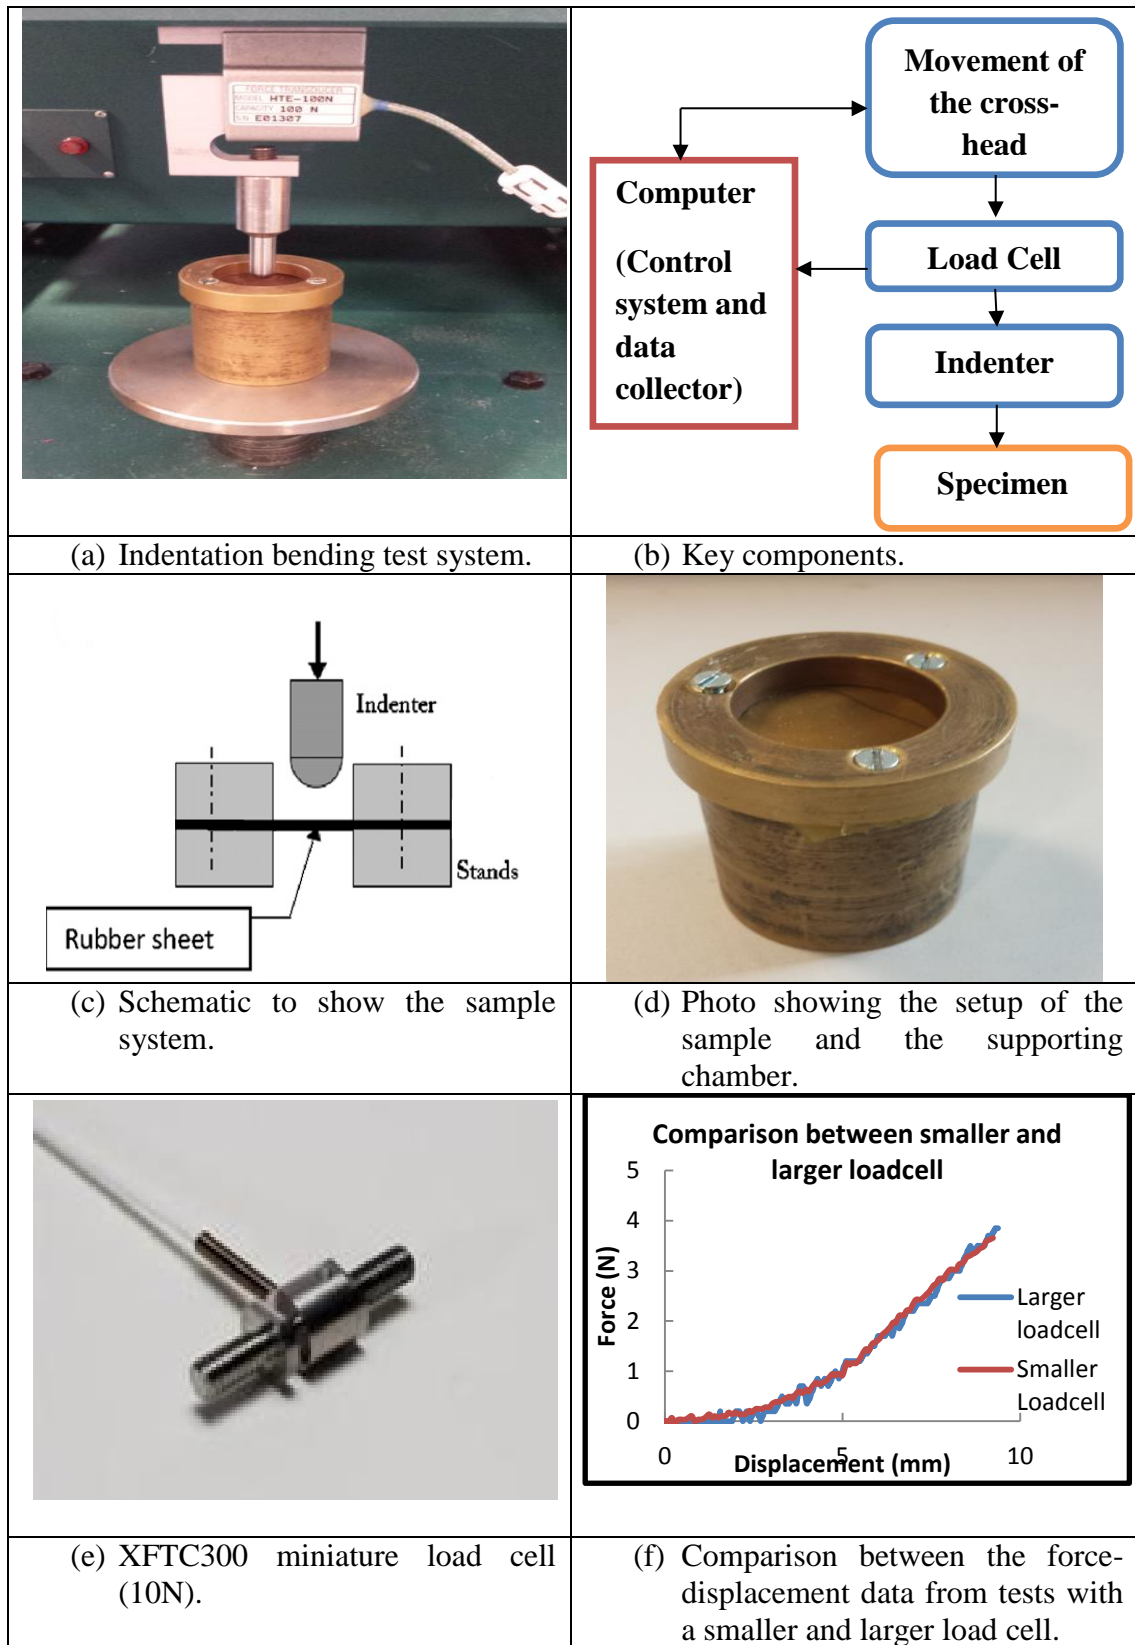 FORCE TRANSDUCER
MODEL HTE-100N
CAPACITY 100 N
S/N E01307
Movement of
the cross-
head
Computer
(Control
system and
data
collector)
Load Cell
Indenter
Specimen
(a) Indentation bending test system.
(b) Key components.
Indenter
Stands
Rubber sheet
(c) Schematic to show the sample
system.
(d) Photo showing the setup of the
sample and the supporting
chamber.
Comparison between smaller and
larger loadcell
5
4
3
2
1
0
Force (N)
0
5
10
Displacement (mm)
Larger
loadcell
Smaller
Loadcell
(e) XFTC300 miniature load cell
(10N).
(f) Comparison between the force-
displacement data from tests with
a smaller and larger load cell.